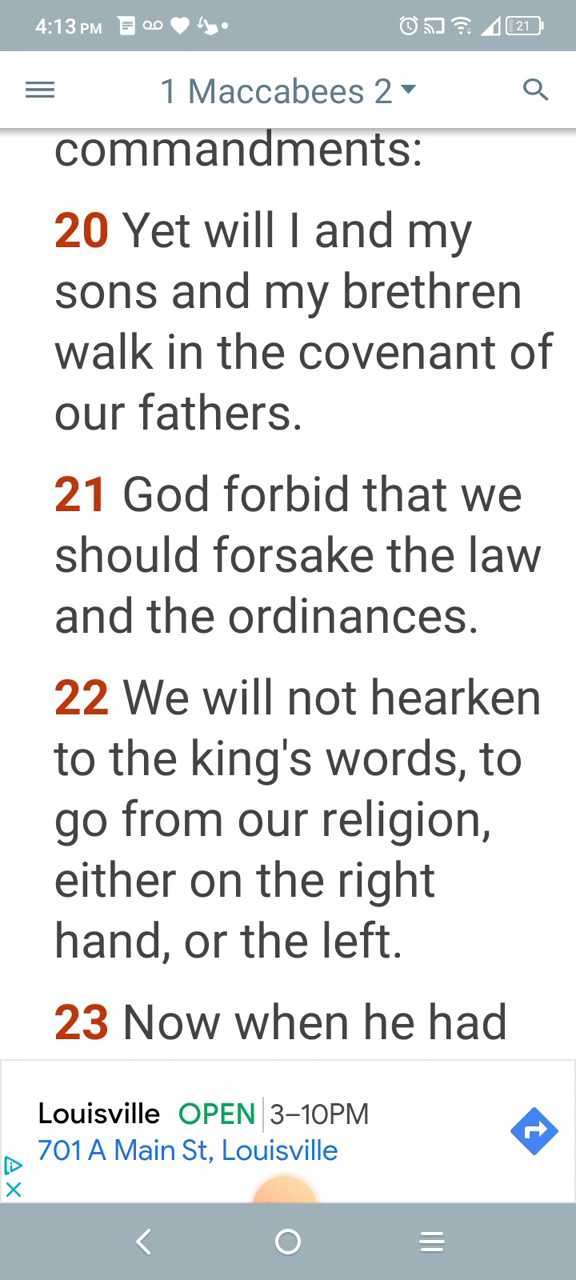 4:13 PM
21
1 Maccabees 2
commandments:
20 Yet will I and my
sons and my brethren
walk in the covenant of
our fathers.
21 God forbid that we
should forsake the law
and the ordinances.
22 We will not hearken
to the king's words, to
go from our religion,
either on the right
hand, or the left.
23 Now when he had
Louisville OPEN 3–10PM
701 A Main St, Louisville